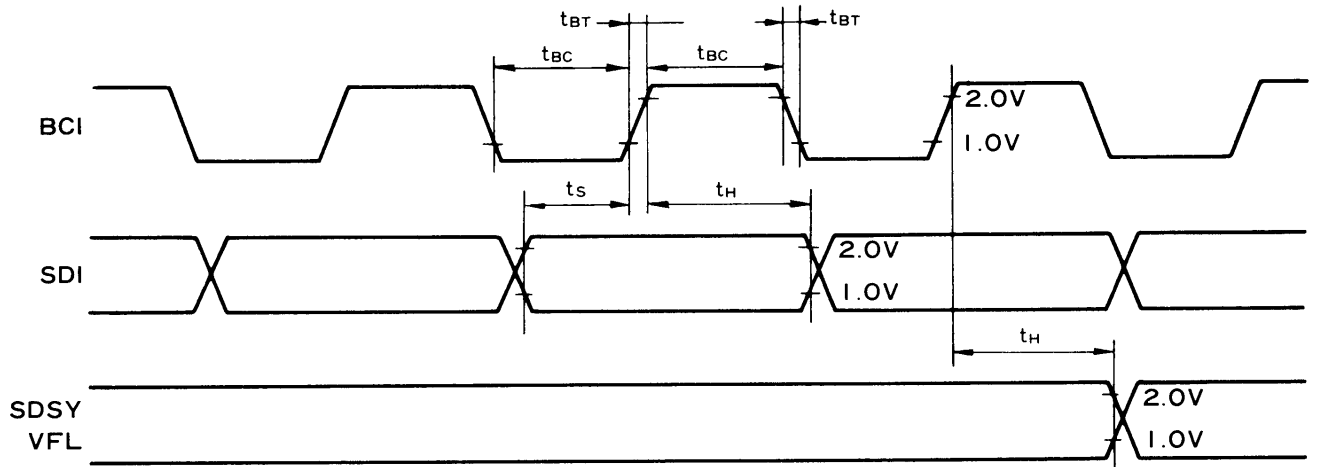 tBT tBT
tBC tBC
BCI
2.0V
1.0V
tS tH
SDI
2.0V
1.0V
tH
SDSY
VFL
2.0V
1.0V